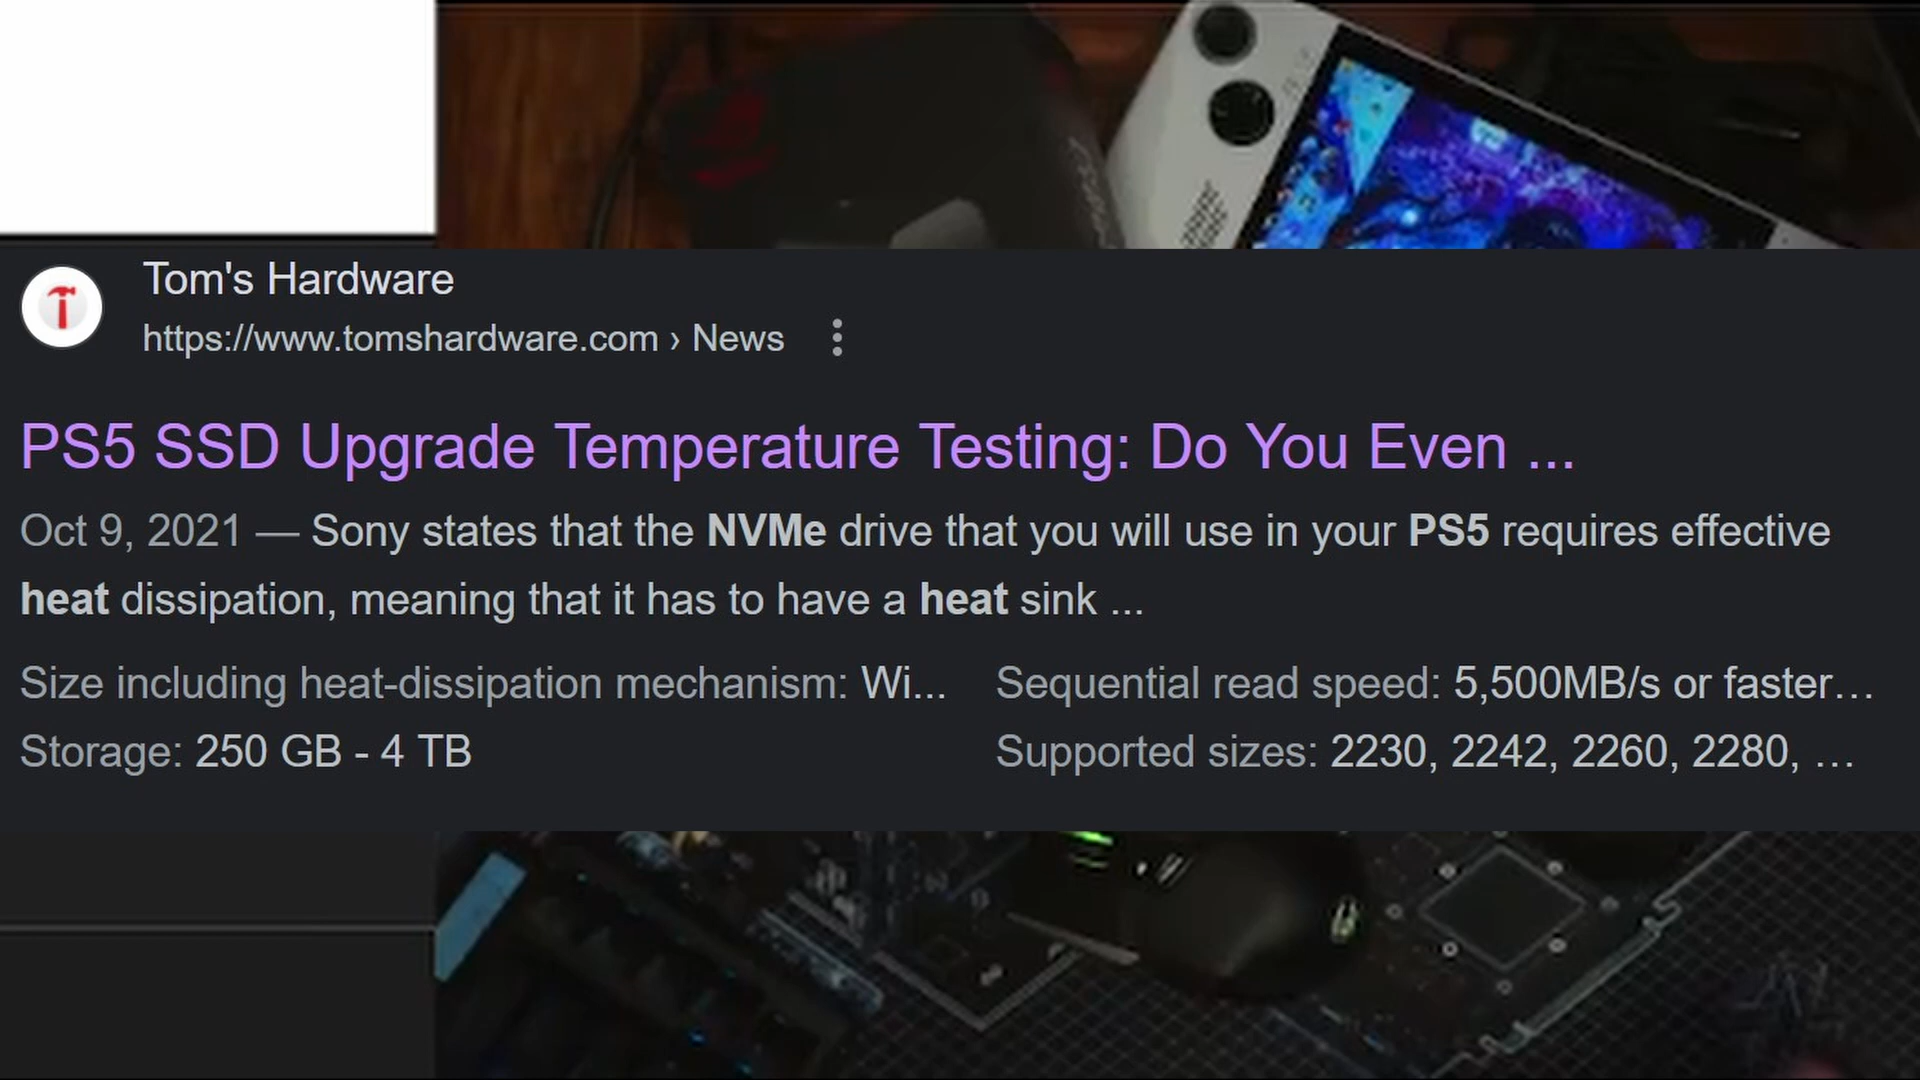 Tom's Hardware
https://www.tomshardware.com › News
PS5 SSD Upgrade Temperature Testing: Do You Even ...
Oct 9, 2021 — Sony states that the NVMe drive that you will use in your PS5 requires effective
heat dissipation, meaning that it has to have a heat sink ...
Size including heat-dissipation mechanism: Wi...
Sequential read speed: 5,500MB/s or faster…
Storage: 250 GB - 4 TB
Supported sizes: 2230, 2242, 2260, 2280, …